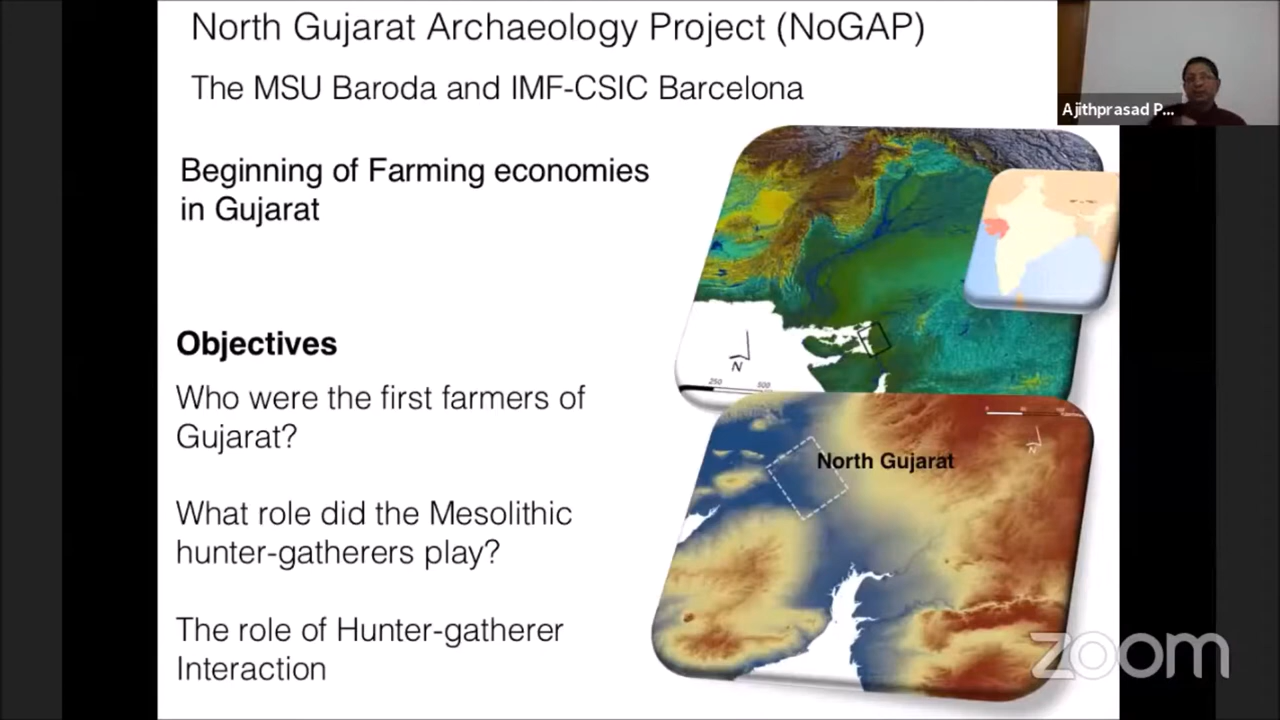 North Gujarat Archaeology Project (NoGAP)
The MSU Baroda and IMF-CSIC Barcelona
Ajithprasad P...
Beginning of Farming economies
in Gujarat
N
250 500
Objectives
Who were the first farmers of
Gujarat?
What role did the Mesolithic
hunter-gatherers play?
The role of Hunter-gatherer
Interaction
N
North Gujarat
zoom